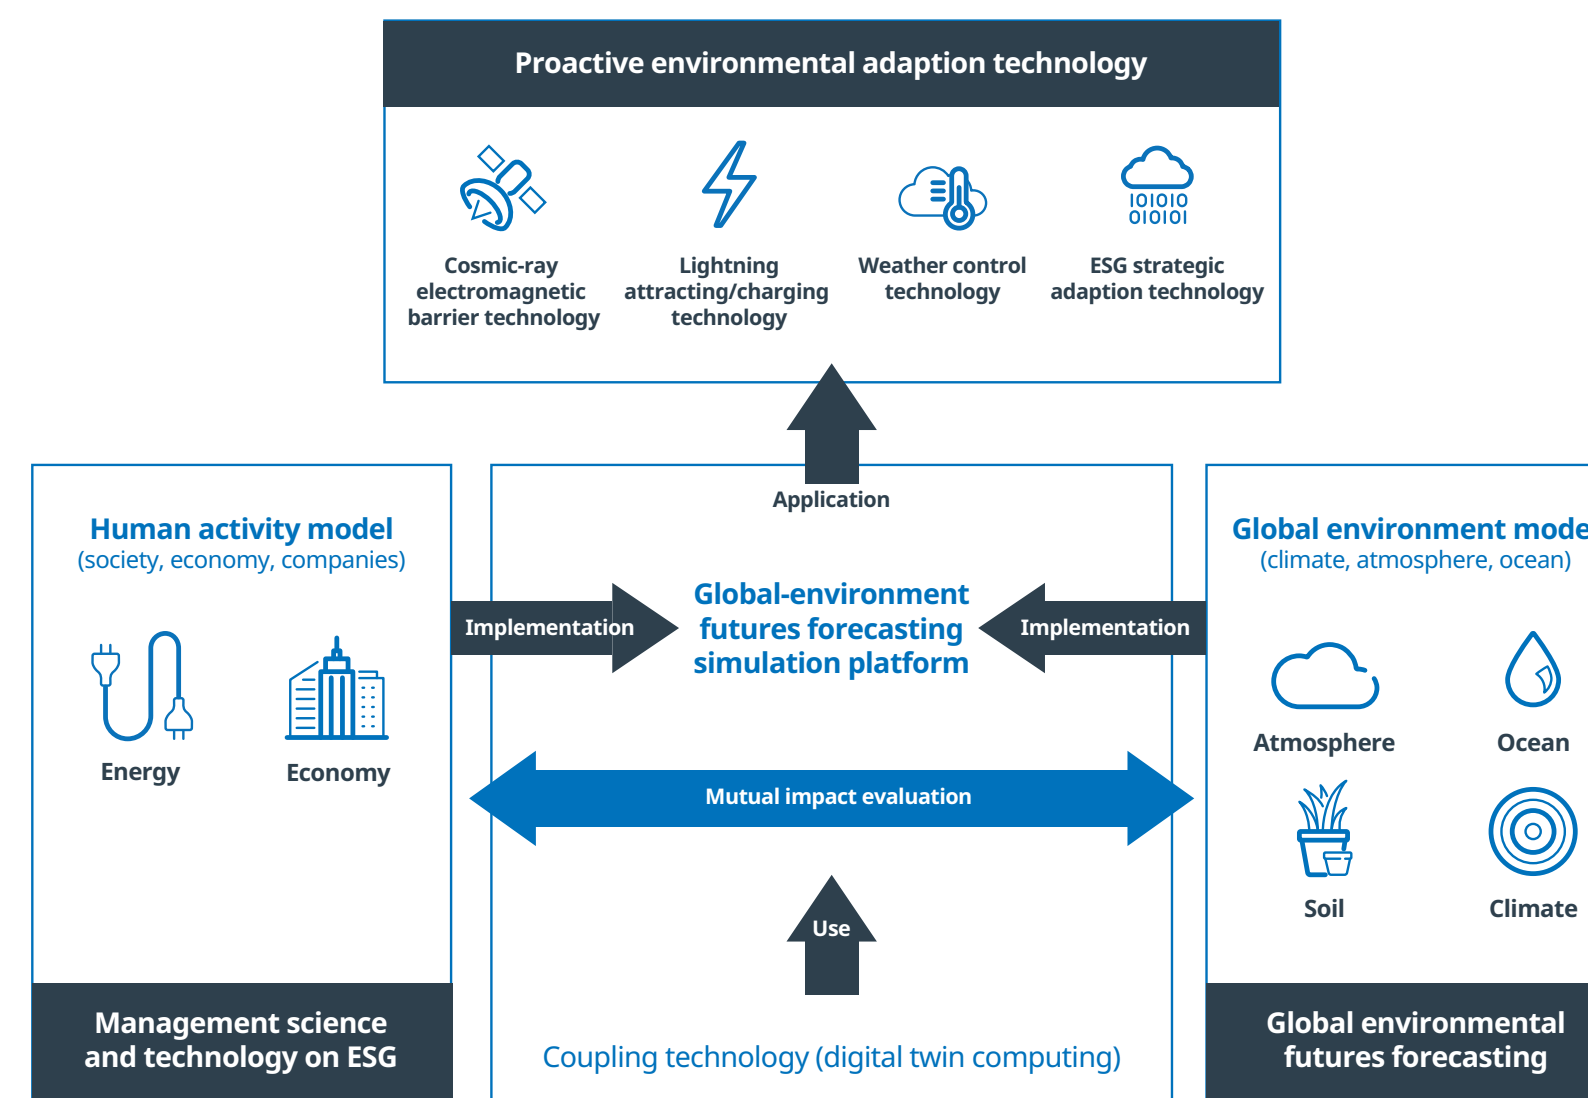 Proactive environmental adaption technology
IOIOIO
OIOIOI
Cosmic-ray
electromagnetic
barrier technology
Lightning
attracting/charging
technology
Weather control
technology
ESG strategic
adaption technology
Application
Human activity model
(society, economy, companies)
Energy
Economy
Management science
and technology on ESG
Implementation
Global-environment
futures forecasting
simulation platform
Implementation
Mutual impact evaluation
Use
Coupling technology (digital twin computing)
Global environment mode
(climate, atmosphere, ocean)
Atmosphere
Ocean
Soil
Climate
Global environmental
futures forecasting